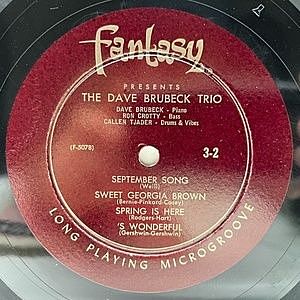 Fantasy
PRESENTS
THE DAVE BRUBECK TRIO
DAVE BRUBECK - Piano
RON CROTTY - Bass
CALLEN TJADER - Drums & Vibes
(F-5078)
3-2
SEPTEMBER SONG
(Weill)
SWEET GEORGIA BROWN
(Bernie-Pinkard-Casey)
SPRING IS HERE
(Rodgers-Hart)
'S WONDERFUL
(Gershwin-Gershwin)
LONG PLAYING MICROGROOVE